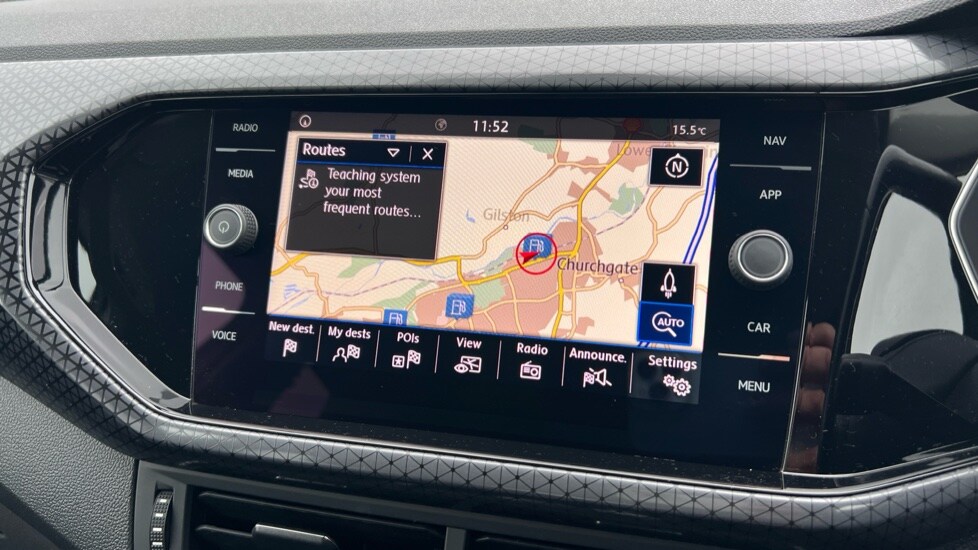 RADIO
MEDIA
PHONE
VOICE
11:52
15.5°C
Routes
Teaching system
your most
frequent routes...
N
Gilston
Churchgate
AUTO
New dest.
My dests
POIs
View
Radio
Announce.
Settings
NAV
APP
CAR
MENU